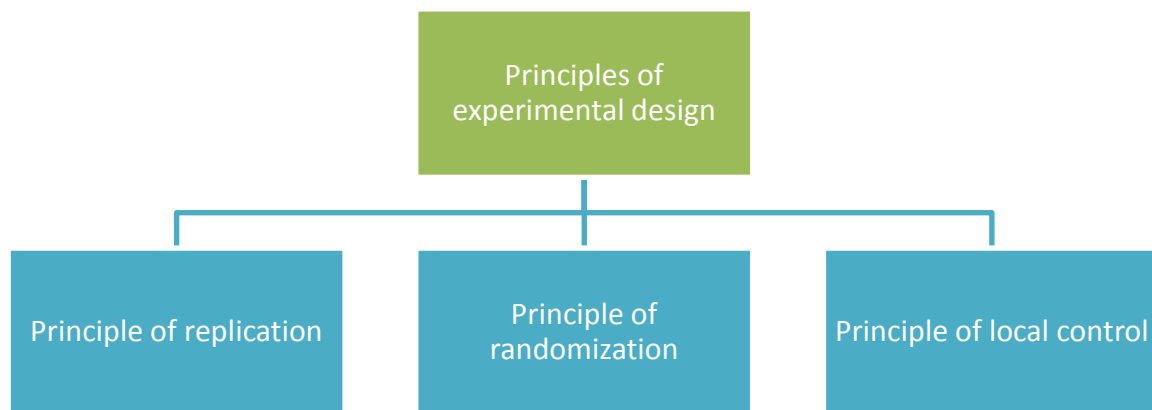 Principles of
experimental design
Principle of replication
Principle of
randomization
Principle of local control